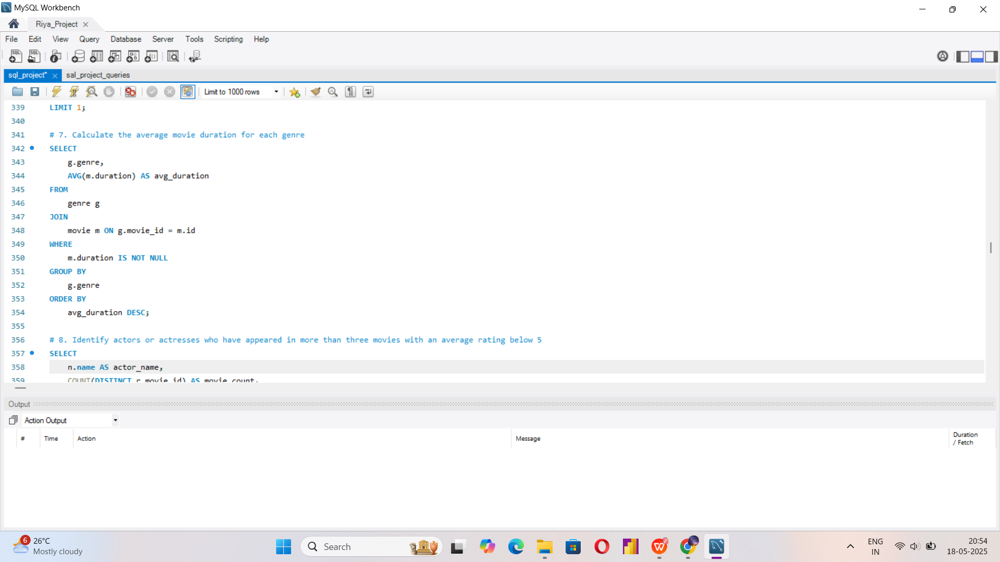 MySQL Workbench
Riya_Project
File Edit View Query Database Server Tools Scripting Help
sql_project* sal_project_queries
Limit to 1000 rows
339 LIMIT 1;
340
341 # 7. Calculate the average movie duration for each genre
342 SELECT
343 g.genre,
344 AVG(m.duration) AS avg_duration
345 FROM
346 genre g
347 JOIN
348 movie m ON g.movie_id = m.id
349 WHERE
350 m.duration IS NOT NULL
351 GROUP BY
352 g.genre
353 ORDER BY
354 avg_duration DESC;
355
356 # 8. Identify actors or actresses who have appeared in more than three movies with an average rating below 5
357 SELECT
358 n.name AS actor_name,
359 COUNT(DISTINCT r.movie_id) AS movie_count,
Output
Action Output
# Time Action Message Duration / Fetch
6 26°C
Mostly cloudy
Search
ENG
IN
20:54
18-05-2025